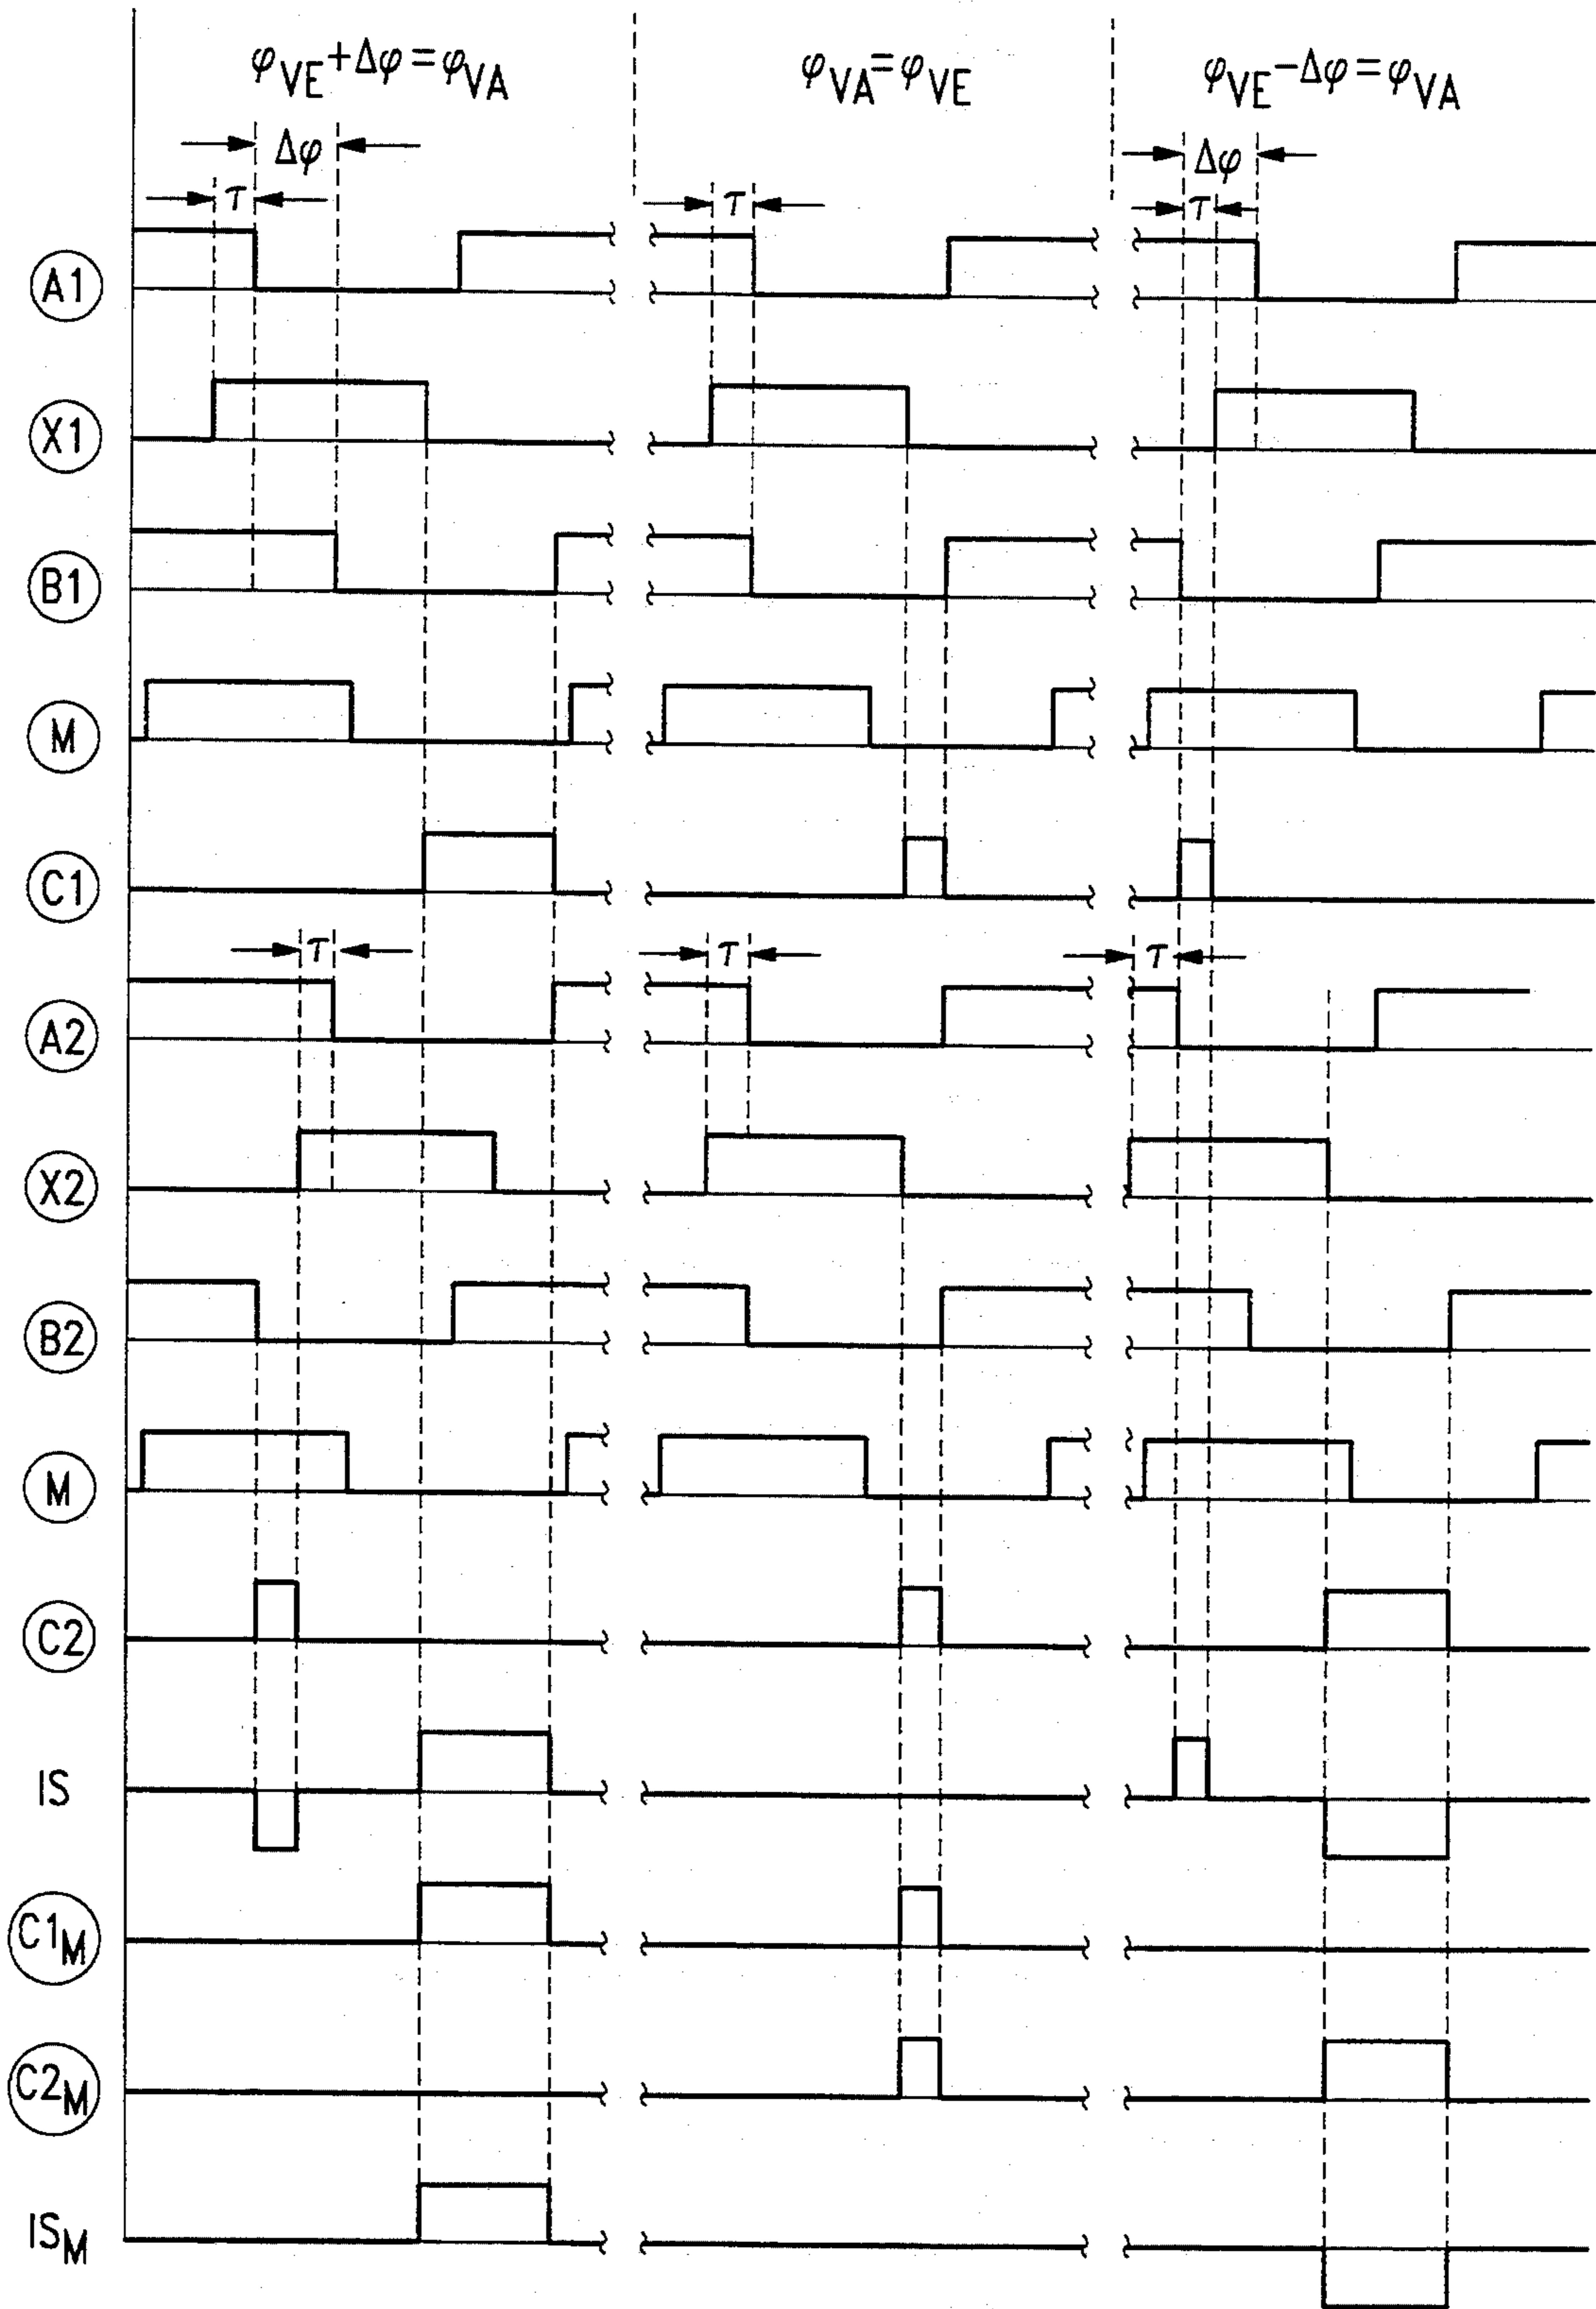 φVE+Δφ=φVA φVA=φVE φVE-Δφ=φVA
Δφ Δφ
τ τ τ
A1
X1
B1
M
C1
τ τ τ
A2
X2
B2
M
C2
IS
C1M
C2M
ISM